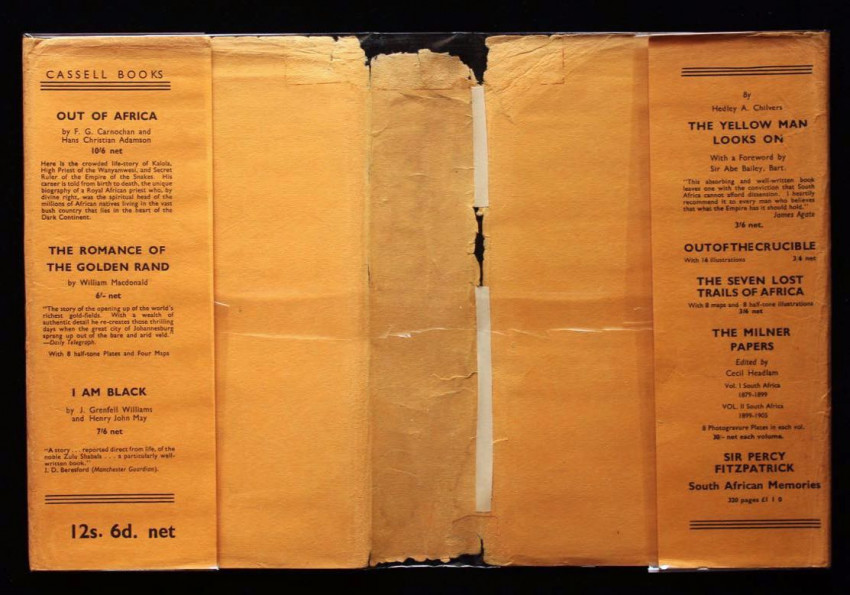 CASSELL BOOKS
OUT OF AFRICA
by F. G. Carnochan and
Hans Christian Adamson
10/6 net
Here is the crowded life-story of Kalola,
High Priest of the Wanyamwesi, and Secret
Ruler of the Empire of the Snakes. His
career is told from birth to death, the unique
biography of a Royal African priest who, by
divine right, was the spiritual head of the
millions of African natives living in the vast
bush country that lies in the heart of the
Dark Continent.
THE ROMANCE OF
THE GOLDEN RAND
by William Macdonald
6/- net
"The story of the opening up of the world's
richest gold-fields. With a wealth of
authentic detail he re-creates those thrilling
days when the great city of Johannesburg
sprang up out of the bare and arid veld."
—Daily Telegraph.
With 8 half-tone Plates and Four Maps
I AM BLACK
by J. Grenfell Williams
and Henry John May
7/6 net
"A story . . . reported direct from life, of the
noble Zulu Shabala . . . a particularly well-
written book."
J. D. Beresford (Manchester Guardian).
12s. 6d. net
By
Hedley A. Chilvers
THE YELLOW MAN
LOOKS ON
With a Foreword by
Sir Abe Bailey, Bart.
"This absorbing and well-written book
leaves one with the conviction that South
Africa cannot afford dissension. I heartily
recommend it to every man who believes
that what the Empire has it should hold."
James Agate
3/6 net.
OUT OF THE CRUCIBLE
With 16 illustrations 3/6 net
THE SEVEN LOST
TRAILS OF AFRICA
With 8 maps and 8 half-tone illustrations
3/6 net
THE MILNER
PAPERS
Edited by
Cecil Headlam
Vol. I South Africa
1879-1899
VOL. II South Africa
1899-1905
8 Photogravure Plates in each vol.
30/- net each volume.
SIR PERCY
FITZPATRICK
South African Memories
320 pages £1 1 0